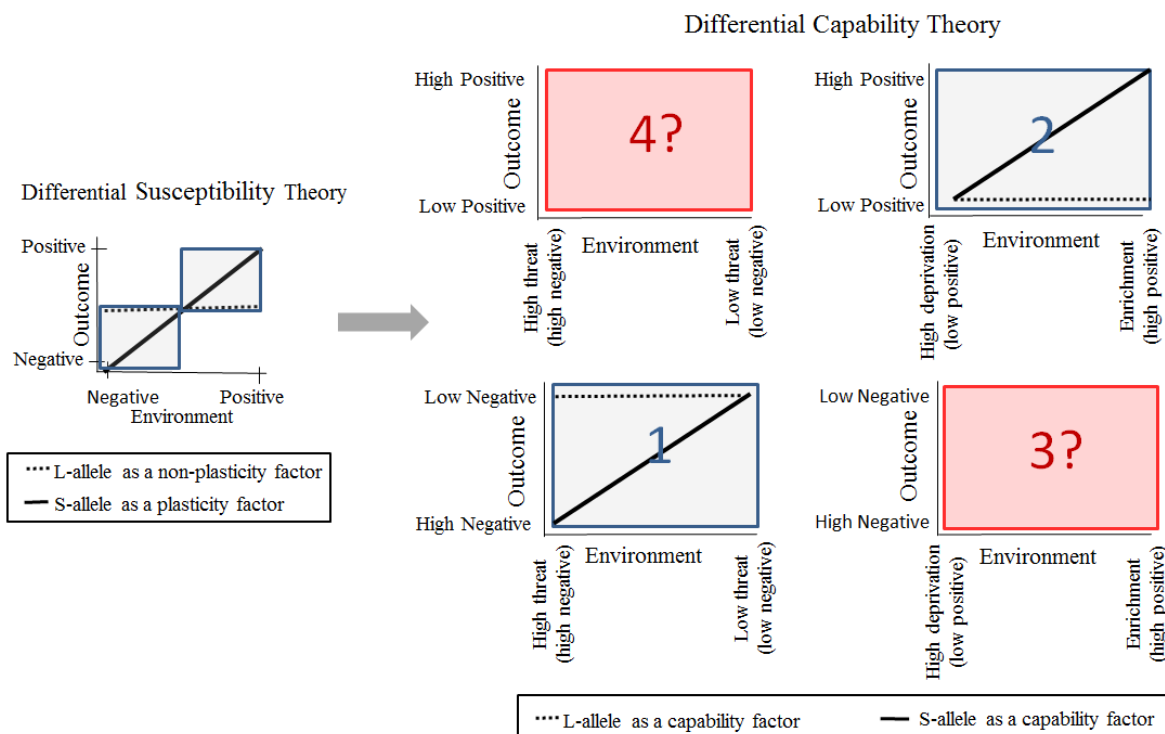 Differential Capability Theory
High Positive
Outcome
Low Positive
4?
Environment
High threat
(high negative)
Low threat
(low negative)
High Positive
Outcome
Low Positive
2
Environment
High deprivation
(low positive)
Enrichment
(high positive)
Differential Susceptibility Theory
Positive
Outcome
Negative
Negative
Positive
Environment
L-allele as a non-plasticity factor
S-allele as a plasticity factor
Low Negative
Outcome
High Negative
1
Environment
High threat
(high negative)
Low threat
(low negative)
Low Negative
Outcome
High Negative
3?
Environment
High deprivation
(low positive)
Enrichment
(high positive)
L-allele as a capability factor
S-allele as a capability factor